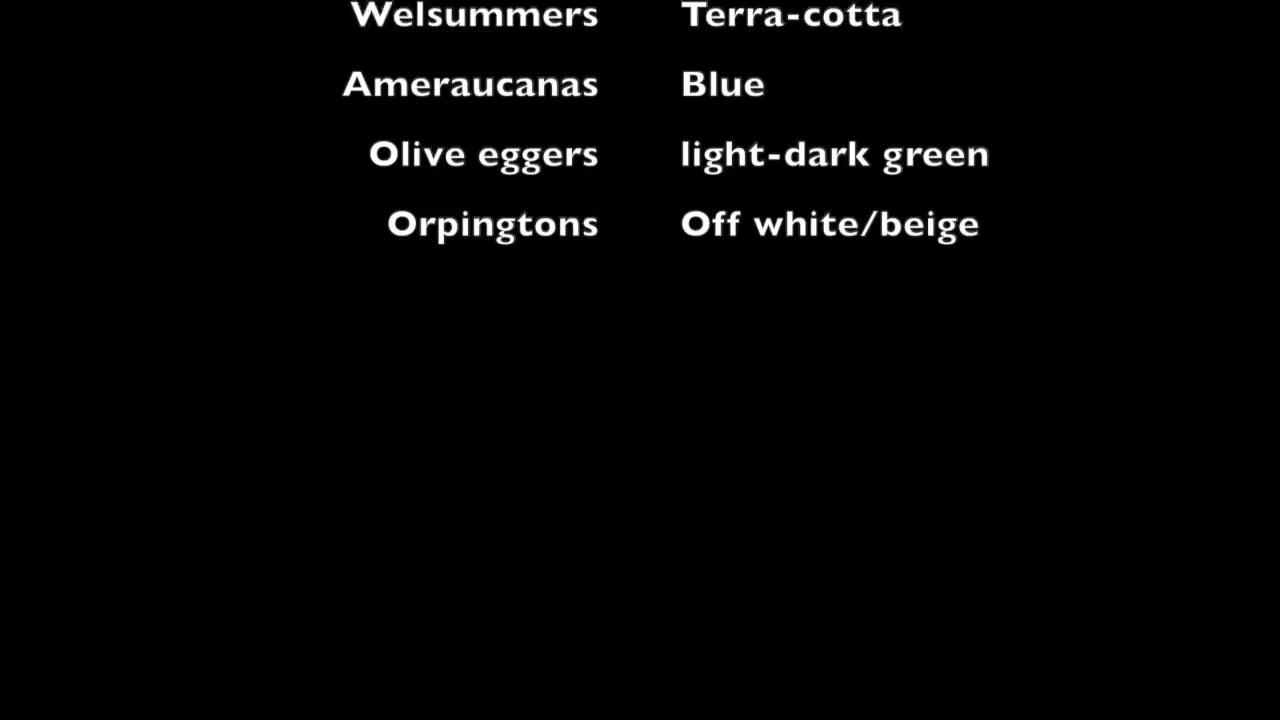 Welsummers Terra-cotta
Ameraucanas Blue
Olive eggers light-dark green
Orpingtons Off white/beige